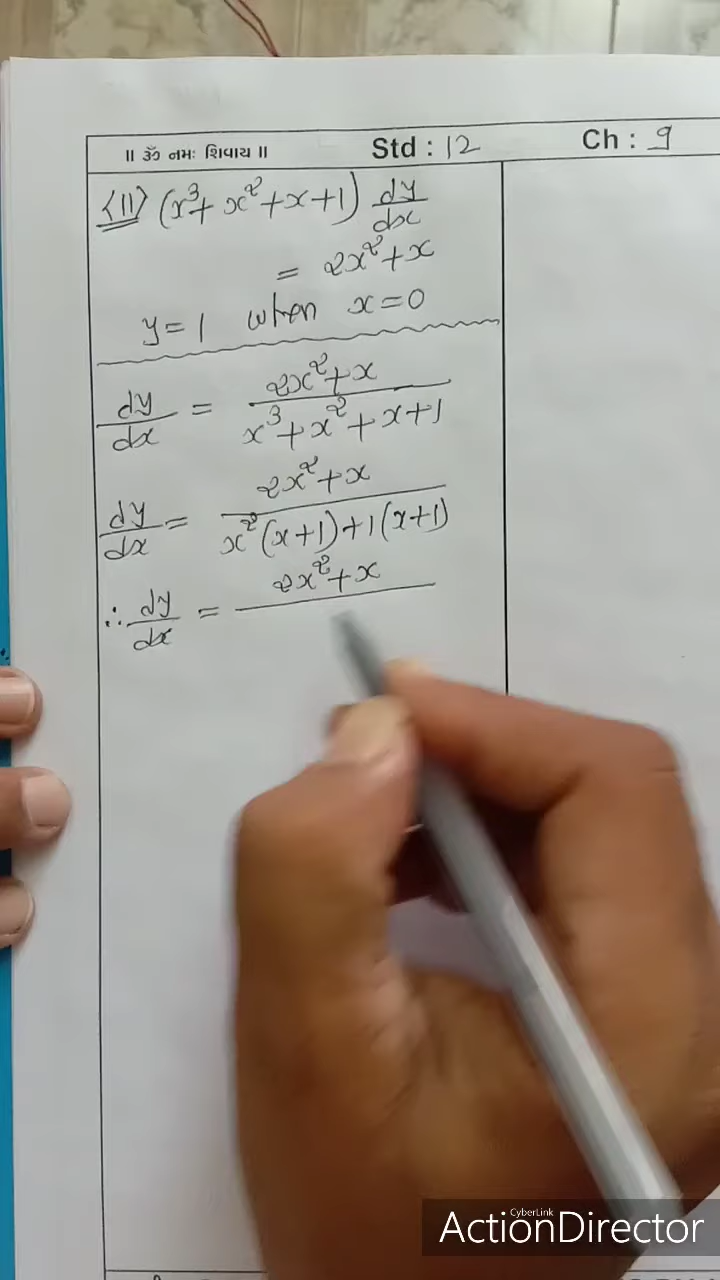 ॥ ॐ નમઃ શિવાય ॥ Std : 12 Ch : 9
<11> (x³+x²+x+1) dy/dx
= 2x²+x
y=1 when x=0
dy/dx = 2x²+x / x³+x²+x+1
dy/dx = 2x²+x / x²(x+1)+1(x+1)
∴ dy/dx = 2x²+x /
CyberLink
ActionDirector